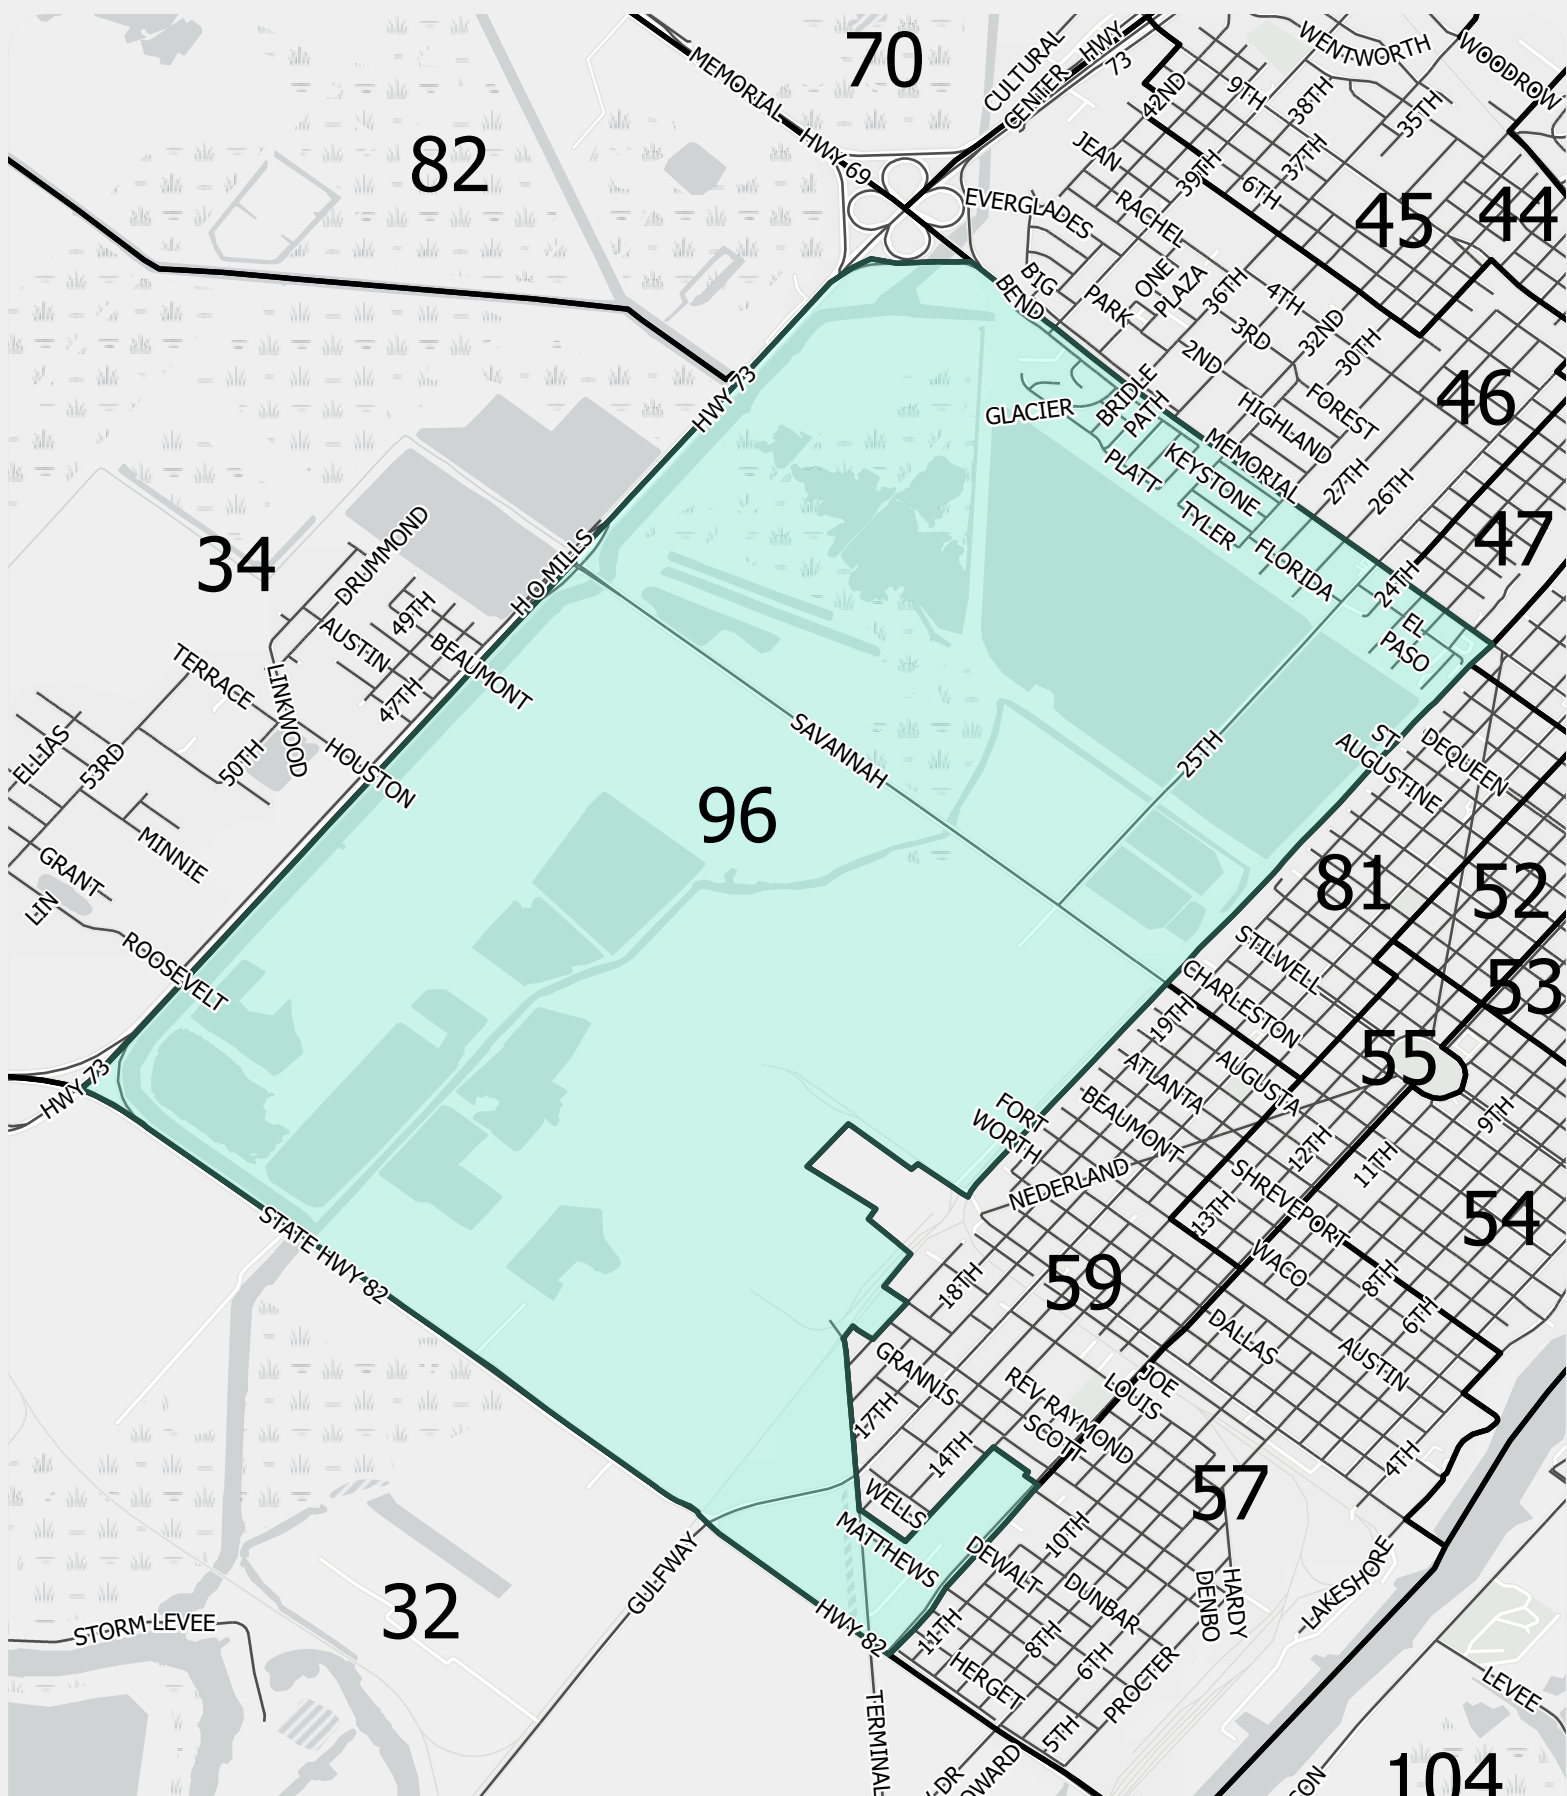 70
MEMORIAL
HWY 69
CULTURAL
CENTER HWY
73
WENTWORTH
WOODROW
82
42ND
9TH
38TH
35TH
JEAN
39TH
37TH
6TH
45
44
EVERGLADES
RACHEL
BIG
BEND
PARK
ONE
PLAZA
36TH
4TH
3RD
32ND
30TH
2ND
46
GLACIER
BRIDLE
PATH
HIGHLAND
FOREST
HWY 73
PLATT
KEYSTONE
MEMORIAL
27TH
26TH
TYLER
FLORIDA
24TH
47
34
DRUMMOND
H O MILLS
49TH
AUSTIN
BEAUMONT
EL
PASO
TERRACE
LINKWOOD
47TH
ELLIAS
53RD
50TH
HOUSTON
SAVANNAH
25TH
ST
AUGUSTINE
DEQUEEN
96
MINNIE
GRANT
LIN
81
52
ROOSEVELT
STILWELL
CHARLESTON
53
19TH
55
HWY 73
ATLANTA
AUGUSTA
FORT
WORTH
BEAUMONT
9TH
12TH
11TH
NEDERLAND
SHREVEPORT
13TH
54
STATE HWY 82
59
18TH
WACO
8TH
6TH
DALLAS
AUSTIN
GRANNIS
REV RAYMOND
SCOTT
JOE
LOUIS
17TH
14TH
4TH
WELLS
57
MATTHEWS
DEWALT
10TH
GULFWAY
32
STORM LEVEE
HWY 82
11TH
DUNBAR
HARDY
DENBO
LAKESHORE
8TH
6TH
HERGET
PROCTER
LEVEE
TERMINAL
5TH
104